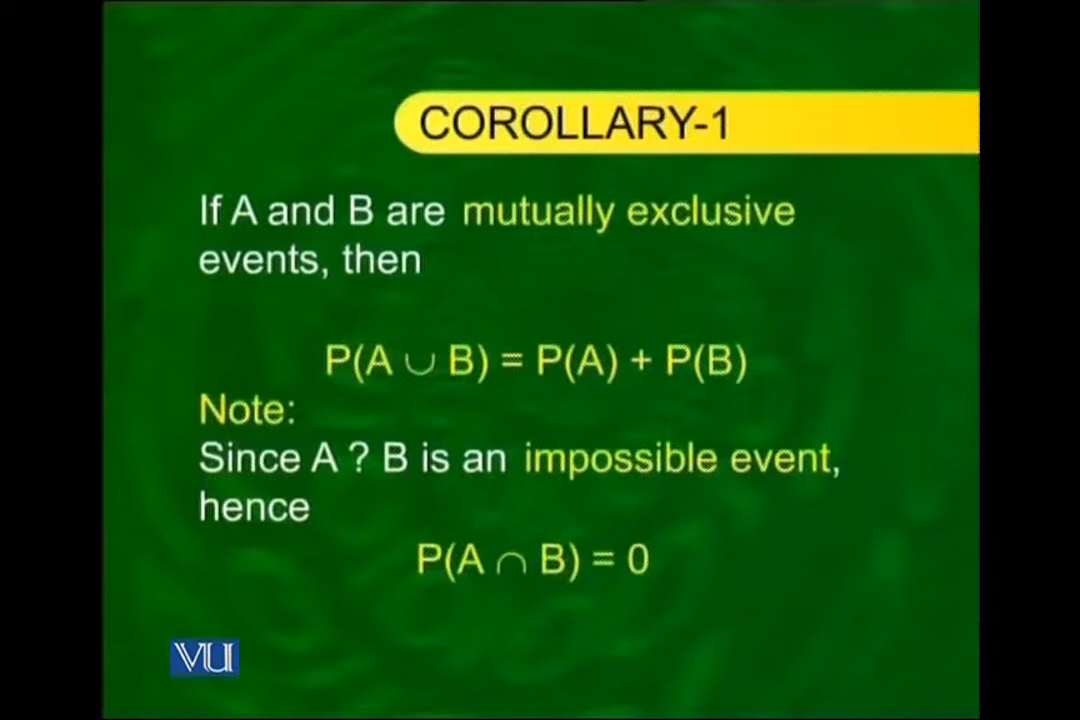 COROLLARY-1
If A and B are mutually exclusive
events, then
P(A ∪ B) = P(A) + P(B)
Note:
Since A ? B is an impossible event,
hence
P(A ∩ B) = 0
VU